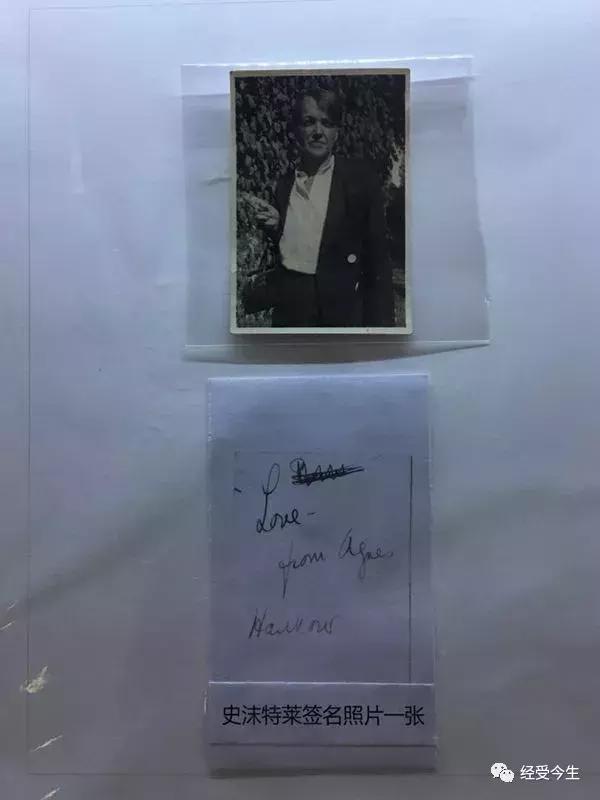 Love -
from Agnes
Hankow
史沫特莱签名照片一张
经受今生